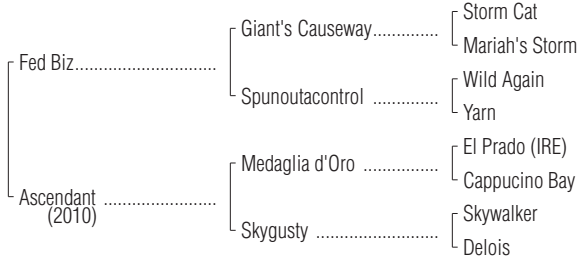 Storm Cat
Giant's Causeway..............
Mariah's Storm
Fed Biz..............................
Wild Again
Spunoutacontrol ..............
Yarn
El Prado (IRE)
Medaglia d'Oro ................
Cappucino Bay
Ascendant ........................
(2010)
Skywalker
Skygusty ..........................
Delois